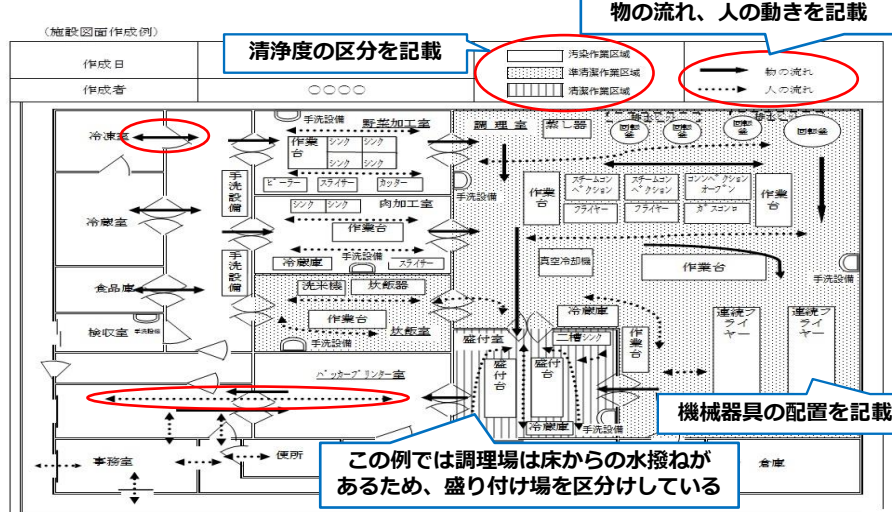 物の流れ、人の動きを記載
(施設図面作成例)
清浄度の区分を記載
作成日
作成者
○○○○
汚染作業区域
準清潔作業区域
清潔作業区域
物の流れ
人の流れ
冷凍室
冷蔵室
食品庫
検収室
手洗設備
事務室
便所
手洗設備
手洗設備
手洗設備
野菜加工室
作業台
シンク シンク
シンク シンク
ピーラー
スライサー
カッター
シンク シンク
肉加工室
作業台
冷蔵庫
手洗設備
スライサー
洗米機
炊飯器
作業台
炊飯室
手洗設備
パッカープリンター室
調理室
蒸し器
回転釜
回転釜
回転釜
手洗設備
作業台
スチームコンベクション
スチームコンベクション
コンベクションオーブン
作業台
フライヤー
フライヤー
ガスコンロ
真空冷却機
作業台
手洗設備
冷蔵庫
連続フライヤー
連続フライヤー
盛付室
二槽シンク
作業台
盛付台
盛付台
冷蔵庫
手洗設備
機械器具の配置を記載
この例では調理場は床からの水撥ねが
あるため、盛り付け場を区分けしている
倉庫